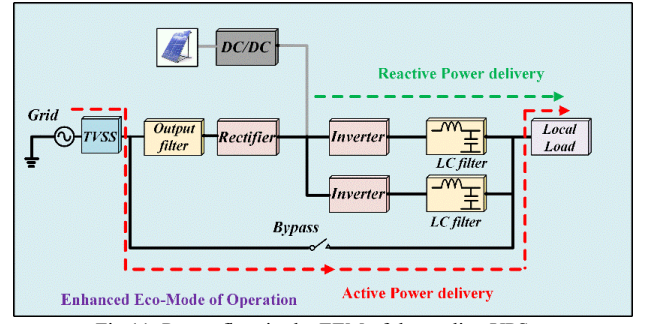 DC/DC
Reactive Power delivery
Grid
TVSS
Output
filter
Rectifier
Inverter
LC filter
Local
Load
Inverter
LC filter
Bypass
Enhanced Eco-Mode of Operation
Active Power delivery